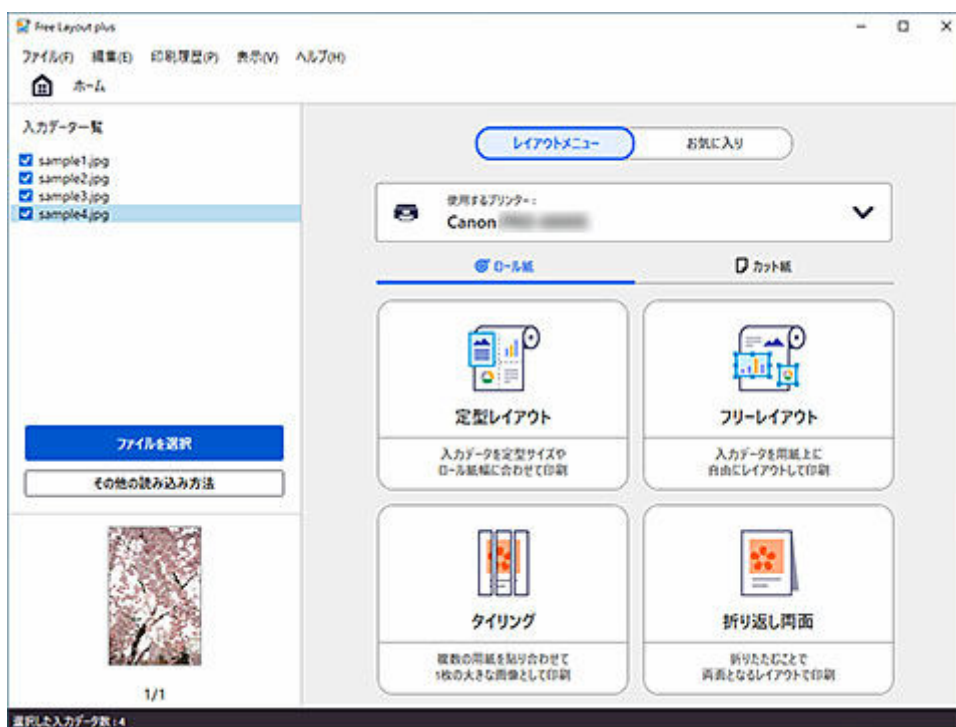 Free Layout plus
ファイル(F) 編集(E) 印刷履歴(P) 表示(V) ヘルプ(H)
ホーム
入力データ一覧
sample1.jpg
sample2.jpg
sample3.jpg
sample4.jpg
ファイルを選択
その他の読み込み方法
1/1
選択した入力データ数 : 4
レイアウトメニュー
お気に入り
使用するプリンター :
Canon
ロール紙
カット紙
定型レイアウト
入力データを定型サイズや
ロール紙幅に合わせて印刷
フリーレイアウト
入力データを用紙上に
自由にレイアウトして印刷
タイリング
複数の用紙を貼り合わせて
1枚の大きな画像として印刷
折り返し両面
折りたたむことで
両面となるレイアウトで印刷